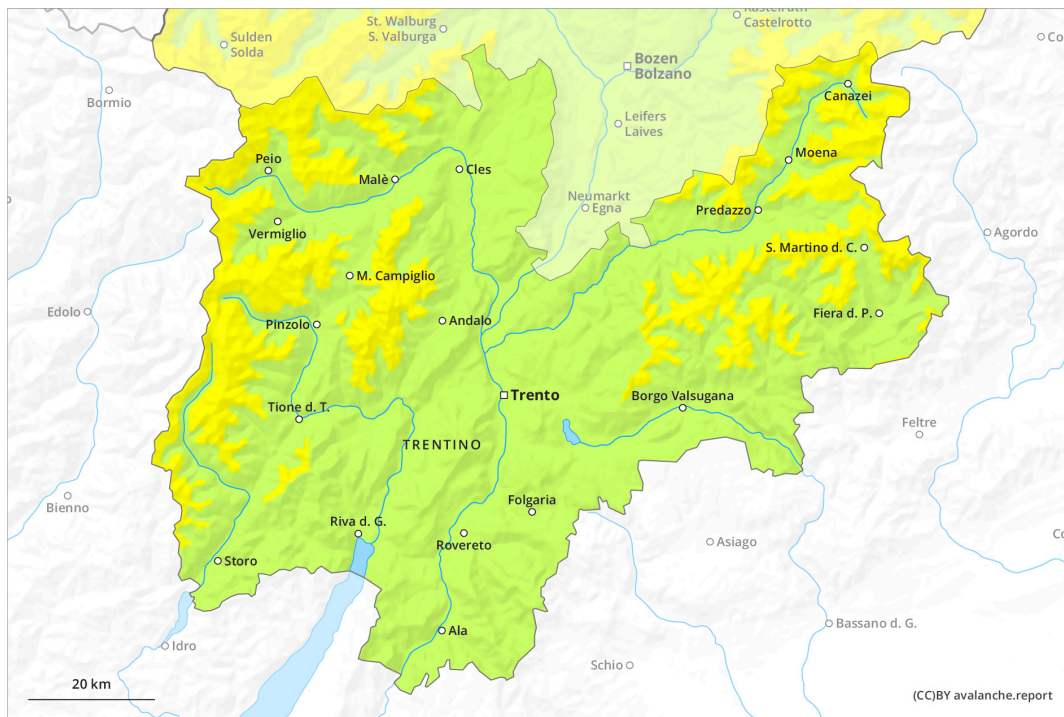 Kastelruth
Castelrotto
St. Walburg
S. Valburga
Sulden
Solda
Co
Bozen
Bolzano
Bormio
Canazei
Leifers
Laives
Moena
Peio
Malè
Cles
Neumarkt
Egna
Predazzo
Vermiglio
Agordo
S. Martino d. C.
M. Campiglio
Edolo
Pinzolo
Andalo
Fiera d. P.
Trento
Borgo Valsugana
Tione d. T.
Feltre
TRENTINO
Bienno
Folgaria
Riva d. G.
Rovereto
Asiago
Co
Storo
Ala
Bassano d. G.
Idro
Schio
20 km
(CC)BY avalanche.report